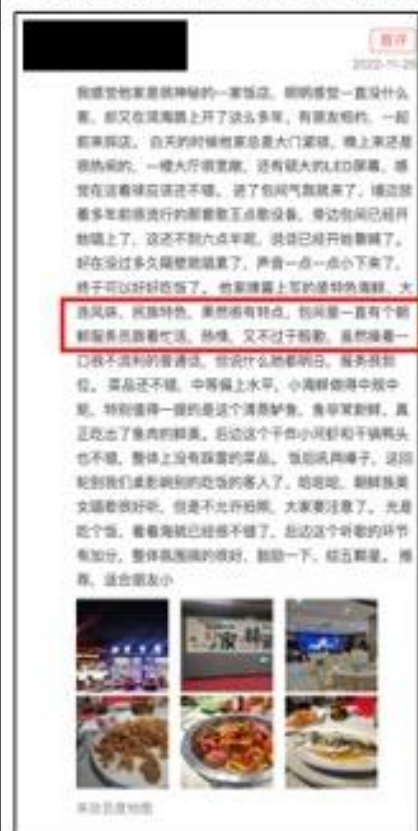 首评
2022-11-26
我感觉他家是很神秘的一家饭店，明明感觉一直没什么
客，却又在滨海路上开了这么多年，有朋友相约，一起
前来探店。白天的时候他家总是大门紧锁，晚上来还是
很热闹的，一楼大厅很宽敞，还有硕大的LED屏幕，感
觉在这看球应该还不错。进了包间气氛就来了，墙边放
着多年前很流行的那套歌王点歌设备，旁边包间已经开
始唱上了，这还不到六点半呢，说话已经开始
好在没过多久隔壁就唱累了，声音一点一点小下来了，
终于可以好好吃饭了。他家牌匾上写的是特色海鲜，大
连风味，民族特色，果然很有特点，包间里一直有个朝
鲜服务员跟着忙活，热情，又不过于殷勤，虽然操着一
口很不流利的普通话，但说什么她都明白，服务很到
位。菜品还不错，中等偏上水平，小海鲜做得中规中
矩，特别值得一提的是这个清蒸鲈鱼，鱼非常新鲜，真
正吃出了鱼肉的鲜美。后边这个干炸小河虾和干锅鸭头
也不错，整体上没有踩雷的菜品。饭后吼两嗓子，这回
轮到我们桌影响别的吃饭的客人了，哈哈哈，朝鲜族美
女唱歌很好听，但是不允许拍照，大家要注意了。光是
吃个饭，看看海就已经很不错了，后边这个听歌的环节
有加分，整体氛围搞的很好，鼓励一下，给五颗星。推
荐，适合朋友小
来自百度地图